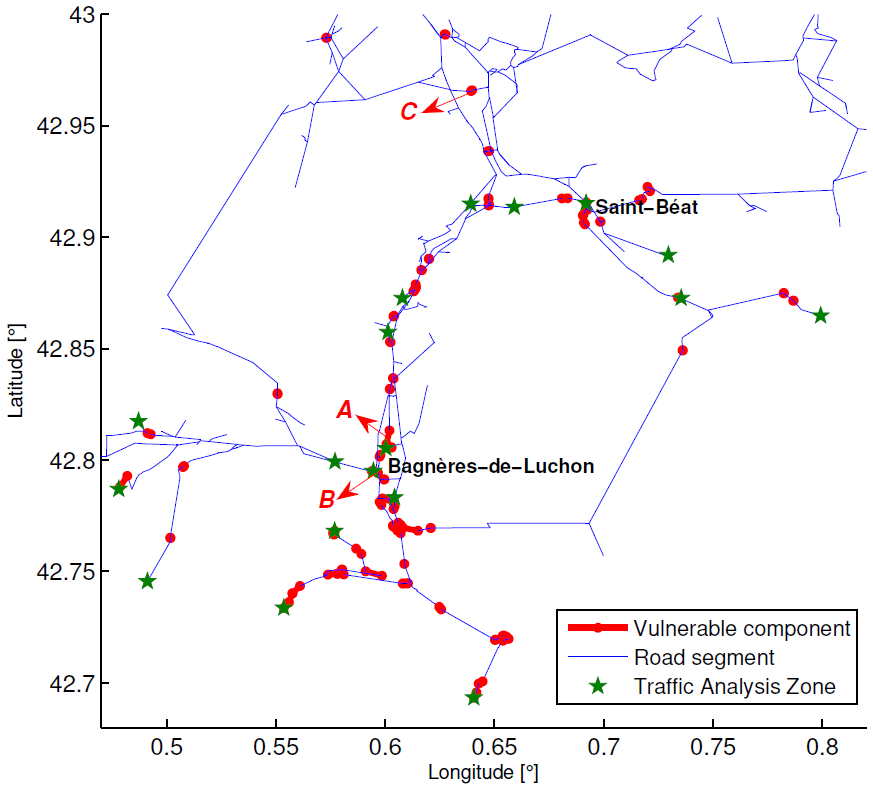 43
42.95
42.9
42.85
42.8
42.75
42.7
Latitude [°]
C
Saint−Béat
A
Bagnères−de−Luchon
B
Vulnerable component
Road segment
Traffic Analysis Zone
0.5 0.55 0.6 0.65 0.7 0.75 0.8
Longitude [°]